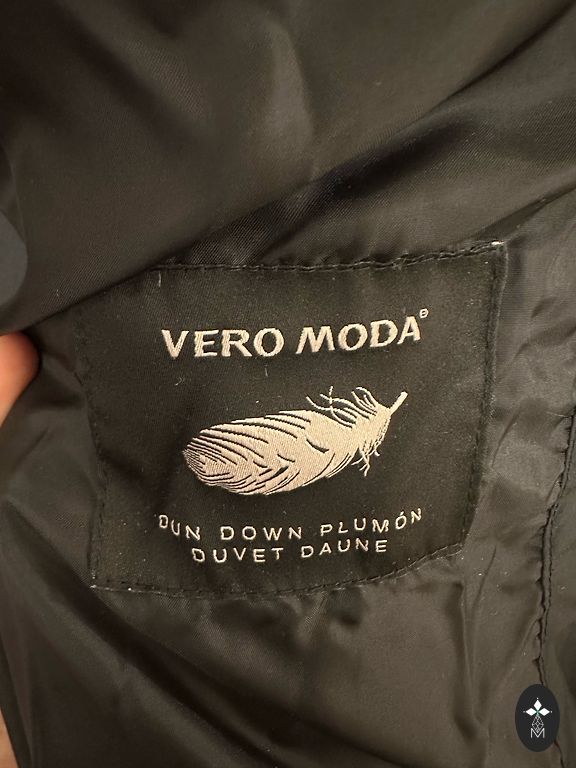 VERO MODA®
DUN DOWN PLUMÓN
DUVET DAUNE
M